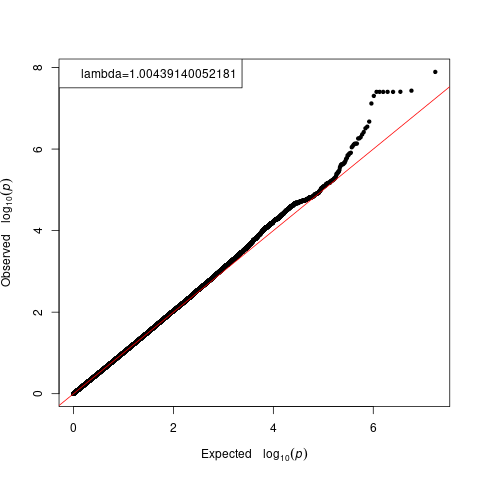 lambda=1.00439140052181
8
6
4
2
0
Observed log10(p)
0 2 4 6
Expected log10(p)